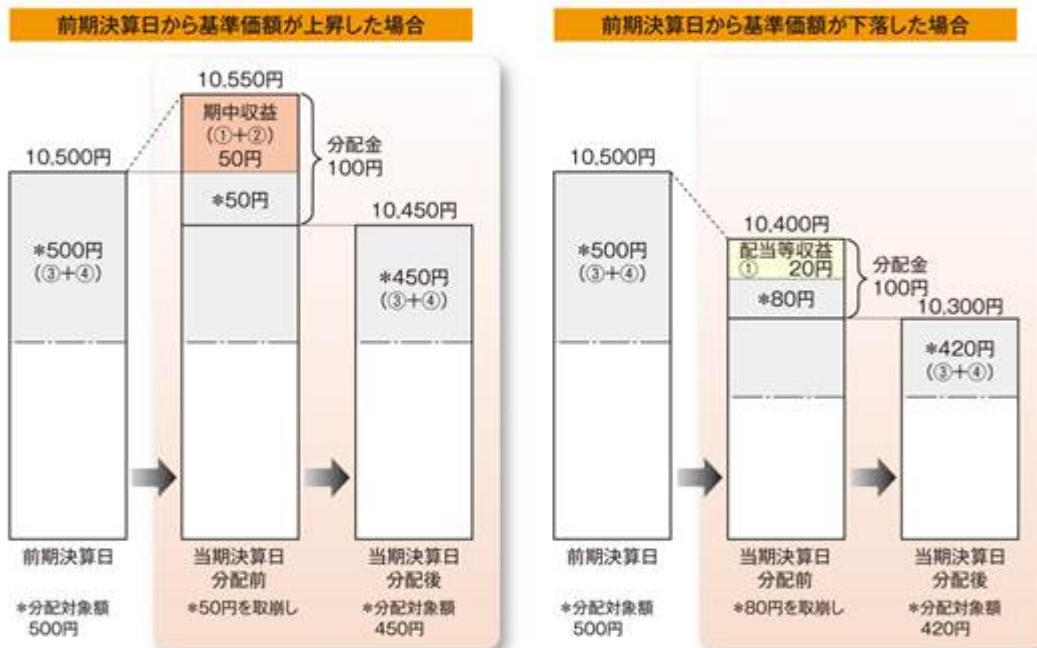 前期決算日から基準価額が上昇した場合
10,550円
期中収益
(①+②)
50円
分配金
100円
10,500円
*50円
10,450円
*500円
(③+④)
*450円
(③+④)
前期決算日
当期決算日
分配前
当期決算日
分配後
*分配対象額
500円
*50円を取崩し
*分配対象額
450円
前期決算日から基準価額が下落した場合
10,500円
10,400円
配当等収益
① 20円
分配金
100円
*500円
(③+④)
*80円
10,300円
*420円
(③+④)
前期決算日
当期決算日
分配前
当期決算日
分配後
*分配対象額
500円
*80円を取崩し
*分配対象額
420円